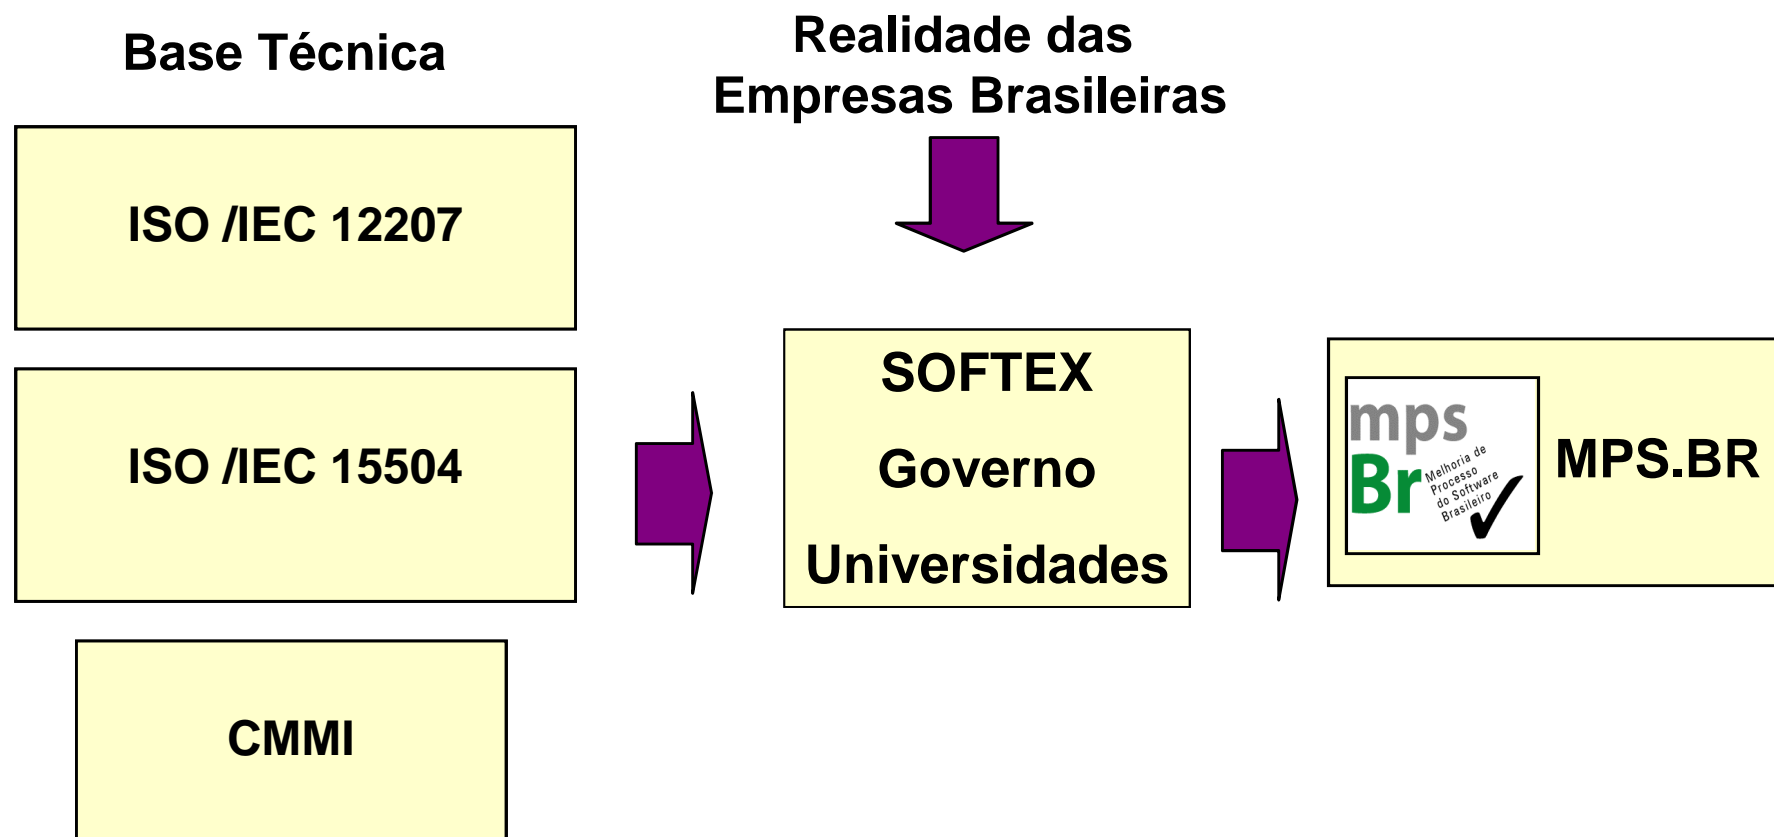 Base Técnica
Realidade das
Empresas Brasileiras
ISO /IEC 12207
ISO /IEC 15504
CMMI
SOFTEX
Governo
Universidades
mps
Br
Melhoria de
Processo
do Software
Brasileiro
MPS.BR